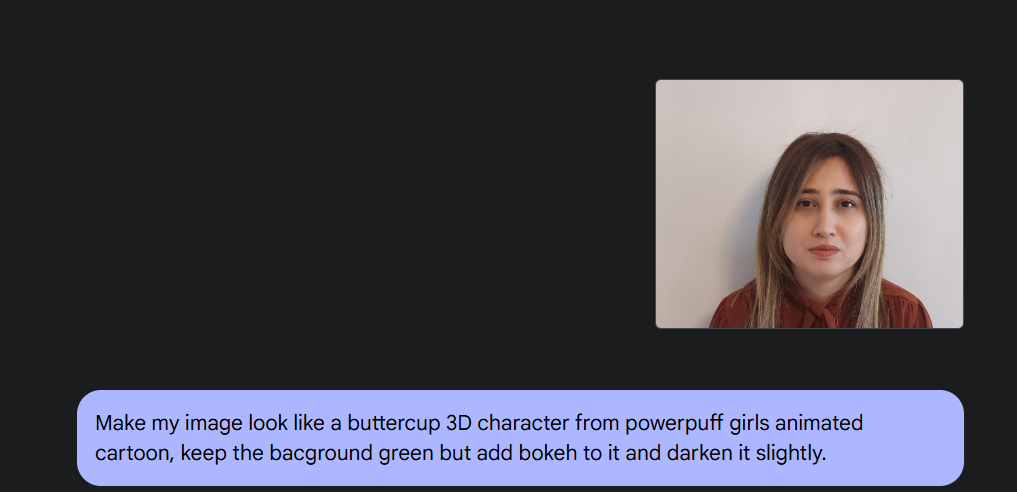 Make my image look like a buttercup 3D character from powerpuff girls animated
cartoon, keep the bacground green but add bokeh to it and darken it slightly.